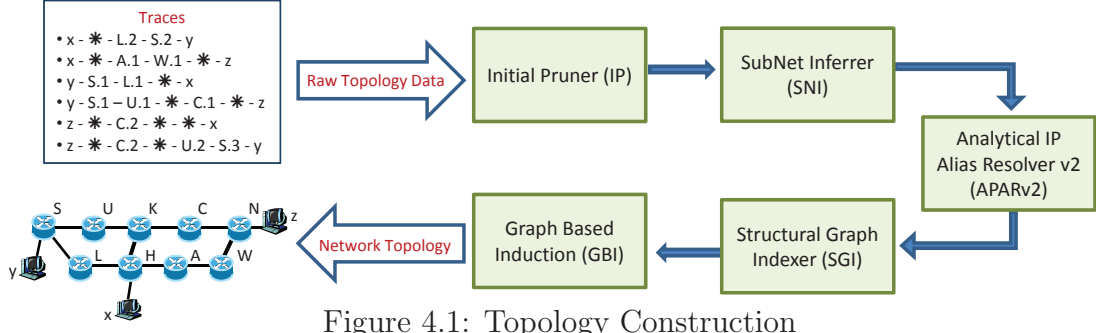 Traces
• x - ✱ - L.2 - S.2 - y
• x - ✱ - A.1 - W.1 - ✱ - z
• y - S.1 - L.1 - ✱ - x
• y - S.1 – U.1 - ✱ - C.1 - ✱ - z
• z - ✱ - C.2 - ✱ - ✱ - x
• z - ✱ - C.2 - ✱ - U.2 - S.3 - y
Raw Topology Data
Initial Pruner (IP)
SubNet Inferrer
(SNI)
Analytical IP
Alias Resolver v2
(APARv2)
Structural Graph
Indexer (SGI)
Graph Based
Induction (GBI)
Network Topology
S U K C N
z
L H A W
y
x
Figure 4.1: Topology Construction